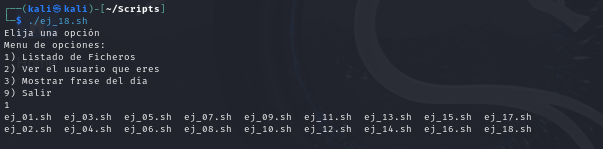 ┌──(kali㉿kali)-[~/Scripts]
└─$ ./ej_18.sh
Elija una opción
Menu de opciones:
1) Listado de Ficheros
2) Ver el usuario que eres
3) Mostrar frase del dia
9) Salir
1
ej_01.sh  ej_03.sh  ej_05.sh  ej_07.sh  ej_09.sh  ej_11.sh  ej_13.sh  ej_15.sh  ej_17.sh
ej_02.sh  ej_04.sh  ej_06.sh  ej_08.sh  ej_10.sh  ej_12.sh  ej_14.sh  ej_16.sh  ej_18.sh